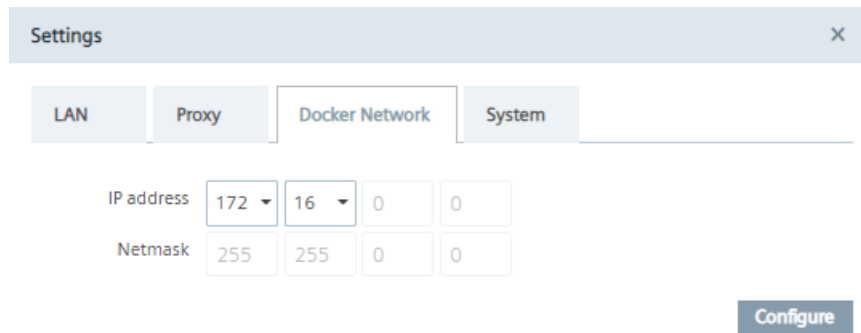 Settings ×
LAN Proxy Docker Network System
IP address 172 16 0 0
Netmask 255 255 0 0
Configure